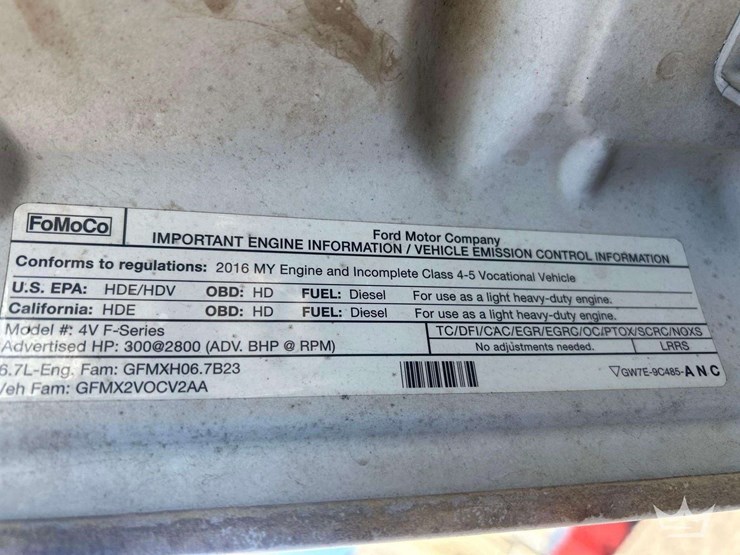 FoMoCo
Ford Motor Company
IMPORTANT ENGINE INFORMATION / VEHICLE EMISSION CONTROL INFORMATION
Conforms to regulations: 2016 MY Engine and Incomplete Class 4-5 Vocational Vehicle
U.S. EPA: HDE/HDV OBD: HD FUEL: Diesel For use as a light heavy-duty engine.
California: HDE OBD: HD FUEL: Diesel For use as a light heavy-duty engine.
Model #: 4V F-Series TC/DFI/CAC/EGR/EGRC/OC/PTOX/SCRC/NOXS
Advertised HP: 300@2800 (ADV. BHP @ RPM) No adjustments needed. LRRS
6.7L-Eng. Fam: GFMXH06.7B23
Veh Fam: GFMX2VOCV2AA
GW7E-9C485-ANC